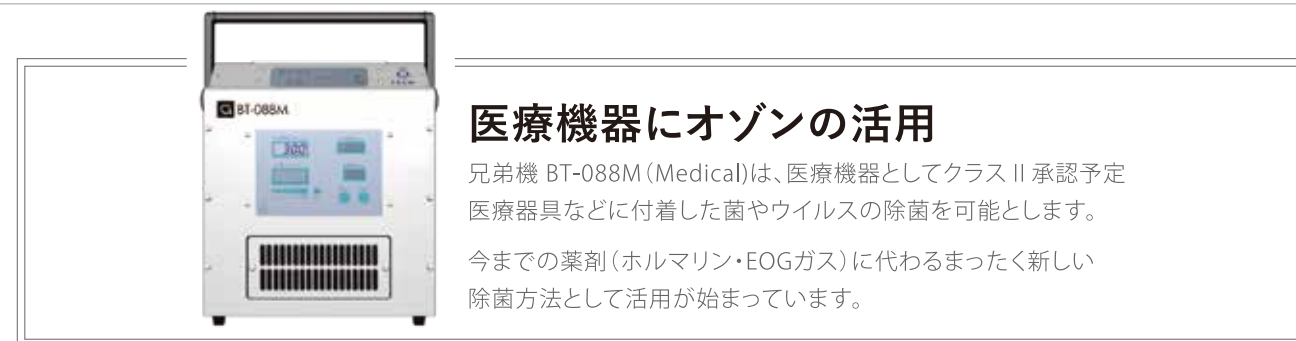 BT-088M
300
医療機器にオゾンの活用
兄弟機 BT-088M（Medical)は、医療機器としてクラスⅡ承認予定
医療器具などに付着した菌やウイルスの除菌を可能とします。
今までの薬剤（ホルマリン・EOGガス）に代わるまったく新しい
除菌方法として活用が始まっています。